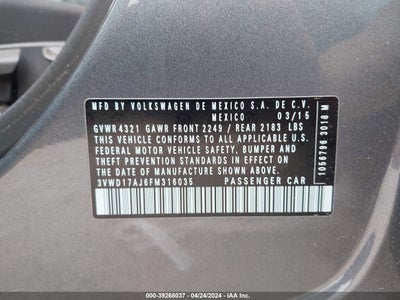 MFD BY VOLKSWAGEN DE MEXICO S.A. DE C.V.
MEXICO 03/15
GVWR 4321 GAWR FRONT 2249 / REAR 2183 LBS
THIS VEHICLE CONFORMS TO ALL APPLICABLE U.S.
FEDERAL MOTOR VEHICLE SAFETY, BUMPER AND
THEFT PREVENTION STANDARDS IN EFFECT ON THE
DATE OF MANUFACTURE SHOWN ABOVE.
3VWD17AJ6FM316035 PASSENGER CAR
1056796 3018 M
000-39268037 - 04/24/2024 - IAA